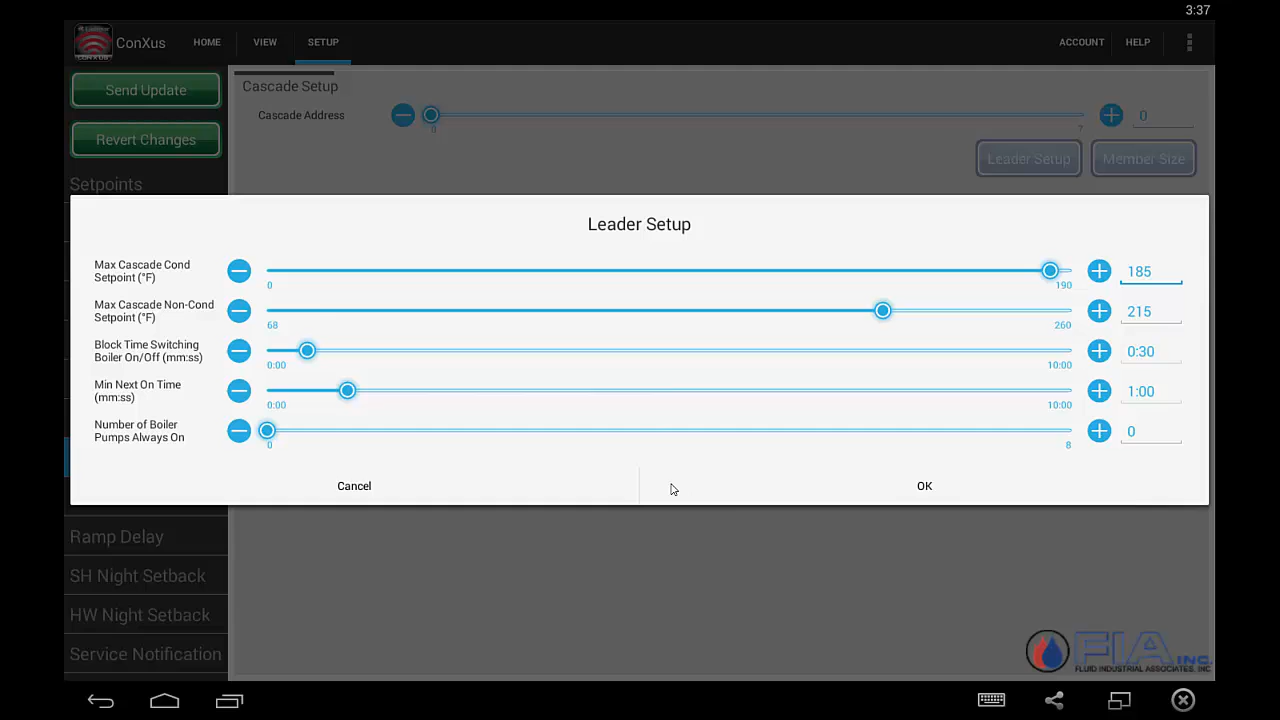 3:37
ConXus
HOME
VIEW
SETUP
ACCOUNT
HELP
Send Update
Revert Changes
Setpoints
Cascade Setup
Cascade Address
0
7
0
Leader Setup
Member Size
Leader Setup
Max Cascade Cond
Setpoint (°F)
0
190
185
Max Cascade Non-Cond
Setpoint (°F)
68
260
215
Block Time Switching
Boiler On/Off (mm:ss)
0:00
10:00
0:30
Min Next On Time
(mm:ss)
0:00
10:00
1:00
Number of Boiler
Pumps Always On
0
8
0
Cancel
OK
Ramp Delay
SH Night Setback
HW Night Setback
Service Notification
FIA INC.
FLUID INDUSTRIAL ASSOCIATES, INC